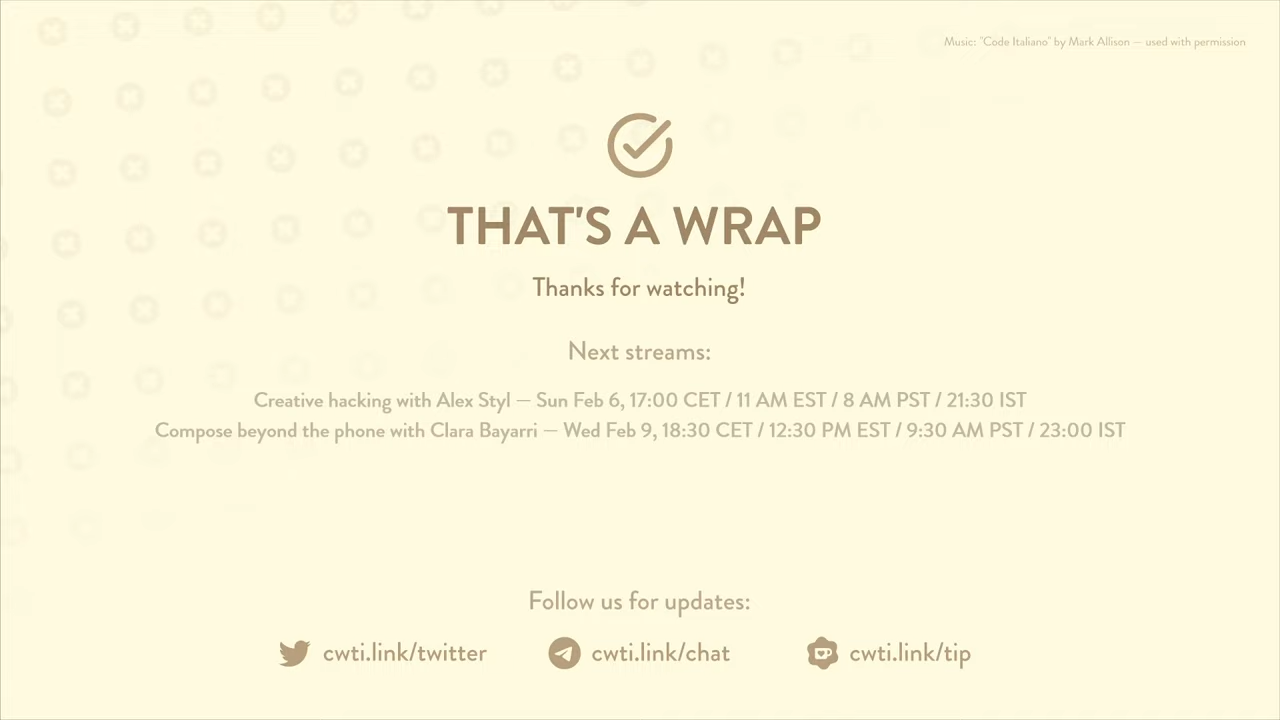 Music: "Code Italiano" by Mark Allison — used with permission
THAT'S A WRAP
Thanks for watching!
Next streams:
Creative hacking with Alex Styl — Sun Feb 6, 17:00 CET / 11 AM EST / 8 AM PST / 21:30 IST
Compose beyond the phone with Clara Bayarri — Wed Feb 9, 18:30 CET / 12:30 PM EST / 9:30 AM PST / 23:00 IST
Follow us for updates:
cwti.link/twitter cwti.link/chat cwti.link/tip